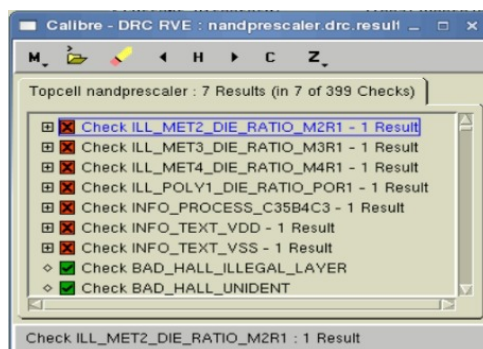 Calibre - DRC RVE : nandprescaler.drc.result
M H C Z
Topcell nandprescaler : 7 Results (in 7 of 399 Checks)
Check ILL_MET2_DIE_RATIO_M2R1 - 1 Result
Check ILL_MET3_DIE_RATIO_M3R1 - 1 Result
Check ILL_MET4_DIE_RATIO_M4R1 - 1 Result
Check ILL_POLY1_DIE_RATIO_POR1 - 1 Result
Check INFO_PROCESS_C35B4C3 - 1 Result
Check INFO_TEXT_VDD - 1 Result
Check INFO_TEXT_VSS - 1 Result
Check BAD_HALL_ILLEGAL_LAYER
Check BAD_HALL_UNIDENT
Check ILL_MET2_DIE_RATIO_M2R1 : 1 Result